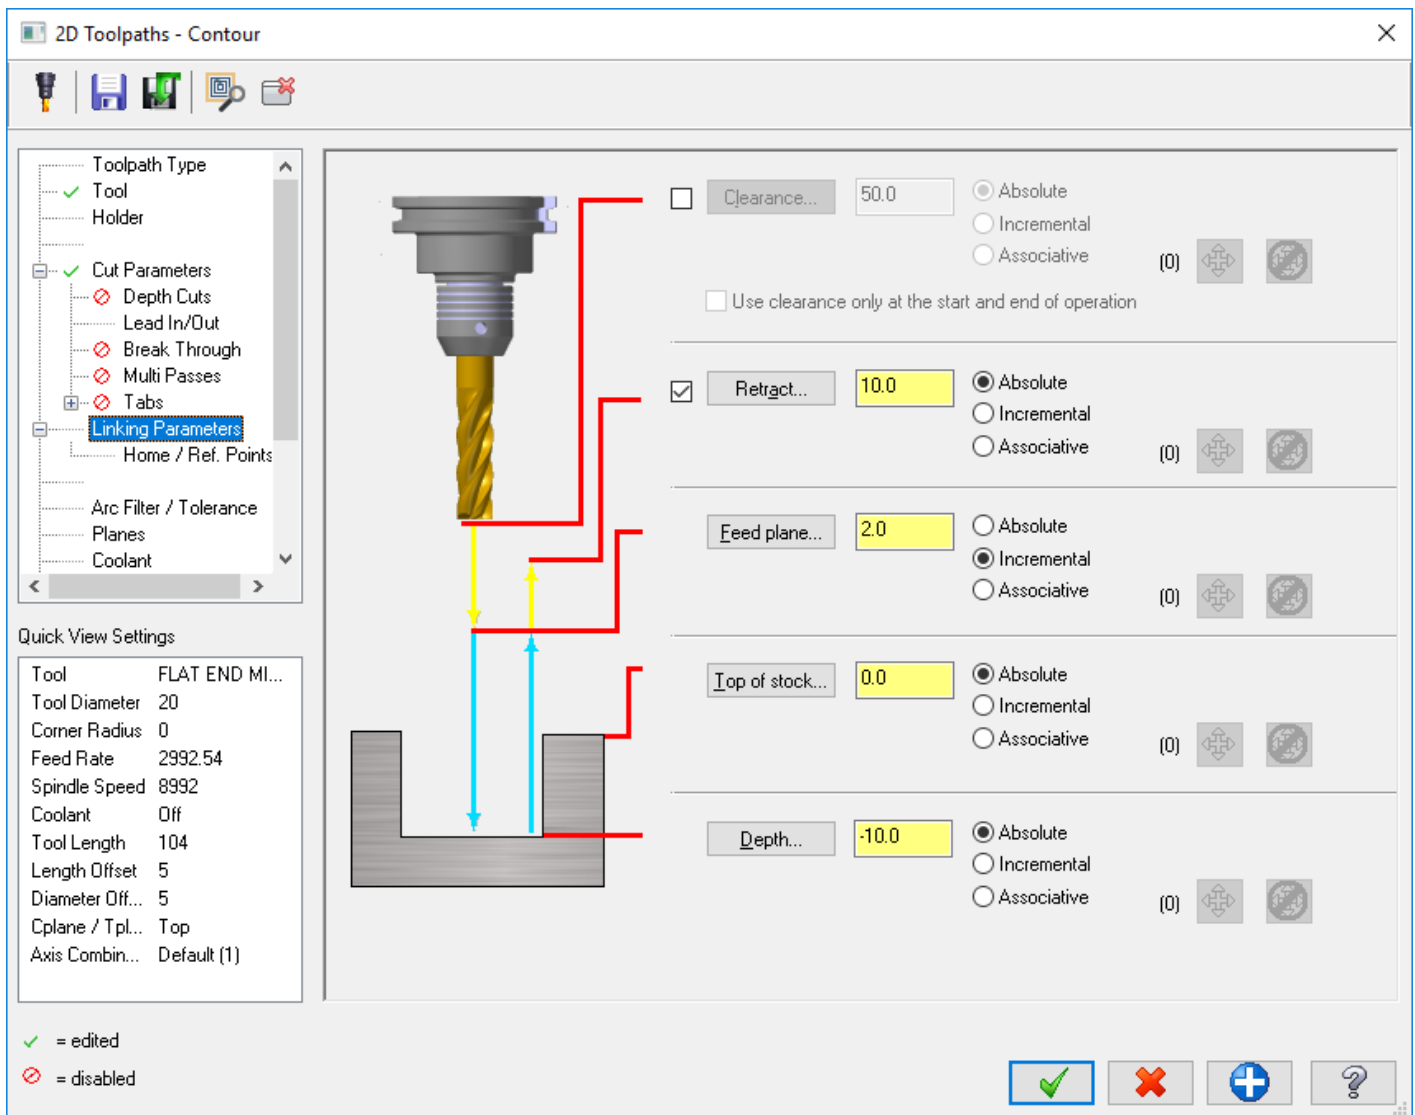 2D Toolpaths - Contour
Toolpath Type
Tool
Holder
Cut Parameters
Depth Cuts
Lead In/Out
Break Through
Multi Passes
Tabs
Linking Parameters
Home / Ref. Points
Arc Filter / Tolerance
Planes
Coolant
Quick View Settings
Tool FLAT END MI...
Tool Diameter 20
Corner Radius 0
Feed Rate 2992.54
Spindle Speed 8992
Coolant Off
Tool Length 104
Length Offset 5
Diameter Off... 5
Cplane / Tpl... Top
Axis Combin... Default (1)
= edited
= disabled
Clearance... 50.0 Absolute
Incremental
Associative (0)
Use clearance only at the start and end of operation
Retract... 10.0 Absolute
Incremental
Associative (0)
Feed plane... 2.0 Absolute
Incremental
Associative (0)
Top of stock... 0.0 Absolute
Incremental
Associative (0)
Depth... -10.0 Absolute
Incremental
Associative (0)